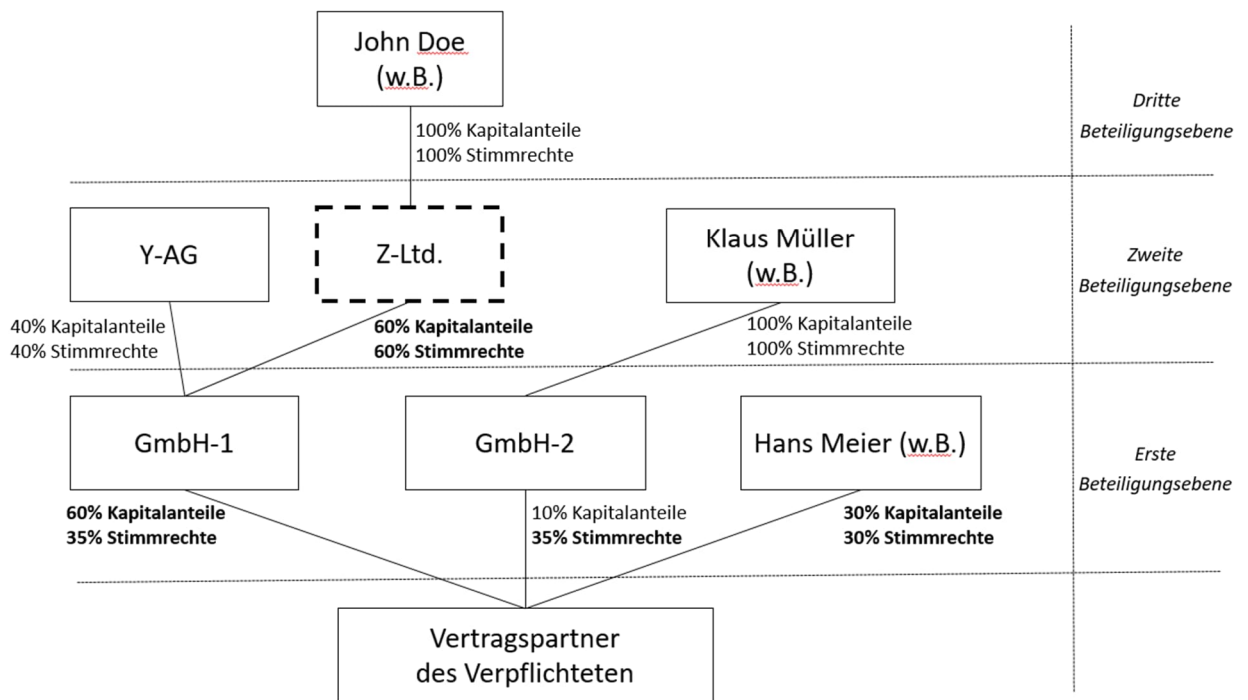 John Doe
(w.B.)
100% Kapitalanteile
100% Stimmrechte
Dritte
Beteiligungsebene
Y-AG
Z-Ltd.
Klaus Müller
(w.B.)
Zweite
Beteiligungsebene
40% Kapitalanteile
40% Stimmrechte
60% Kapitalanteile
60% Stimmrechte
100% Kapitalanteile
100% Stimmrechte
GmbH-1
GmbH-2
Hans Meier (w.B.)
Erste
Beteiligungsebene
60% Kapitalanteile
35% Stimmrechte
10% Kapitalanteile
35% Stimmrechte
30% Kapitalanteile
30% Stimmrechte
Vertragspartner
des Verpflichteten